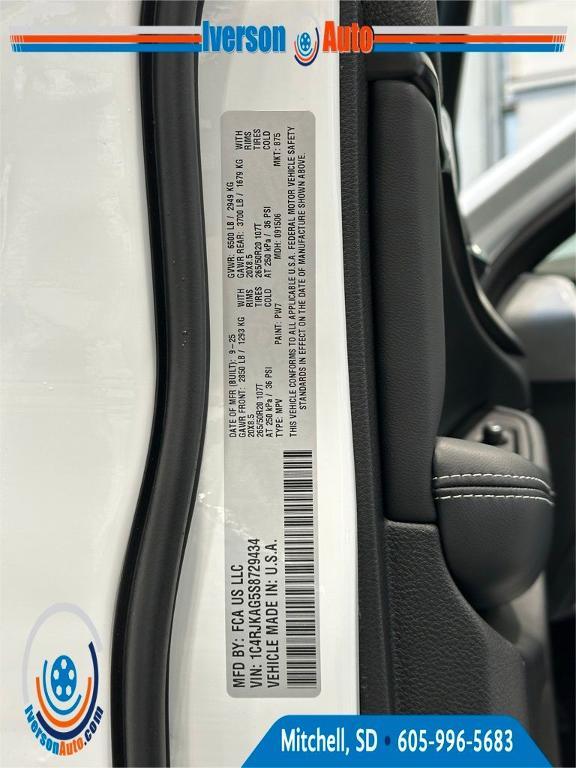 Iverson Auto
MFD BY: FCA US LLC
VIN: 1C4RJKAG5S8729434
VEHICLE MADE IN: U.S.A.
DATE OF MFR (BUILT): 9-25 GVWR: 6500 LB / 2949 KG
GAWR FRONT: 2850 LB / 1293 KG WITH GAWR REAR: 3700 LB / 1679 KG WITH
20X8.5 RIMS 20X8.5 RIMS
265/50R20 107T TIRES 265/50R20 107T TIRES
AT 250 kPa / 36 PSI COLD AT 250 kPa / 36 PSI COLD
TYPE: MPV PAINT: PW7 MDH: 091506 MKT: 875
THIS VEHICLE CONFORMS TO ALL APPLICABLE U.S.A. FEDERAL MOTOR VEHICLE SAFETY
STANDARDS IN EFFECT ON THE DATE OF MANUFACTURE SHOWN ABOVE.
IversonAuto.com
Mitchell, SD • 605-996-5683